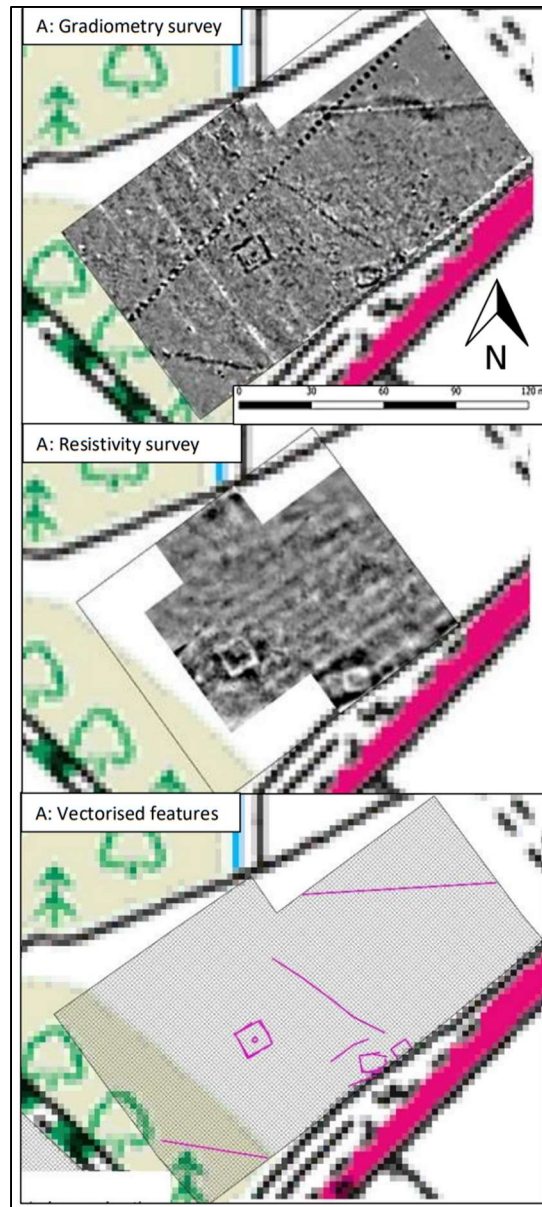 A: Gradiometry survey
N
0 30 60 90 120 m
A: Resistivity survey
A: Vectorised features